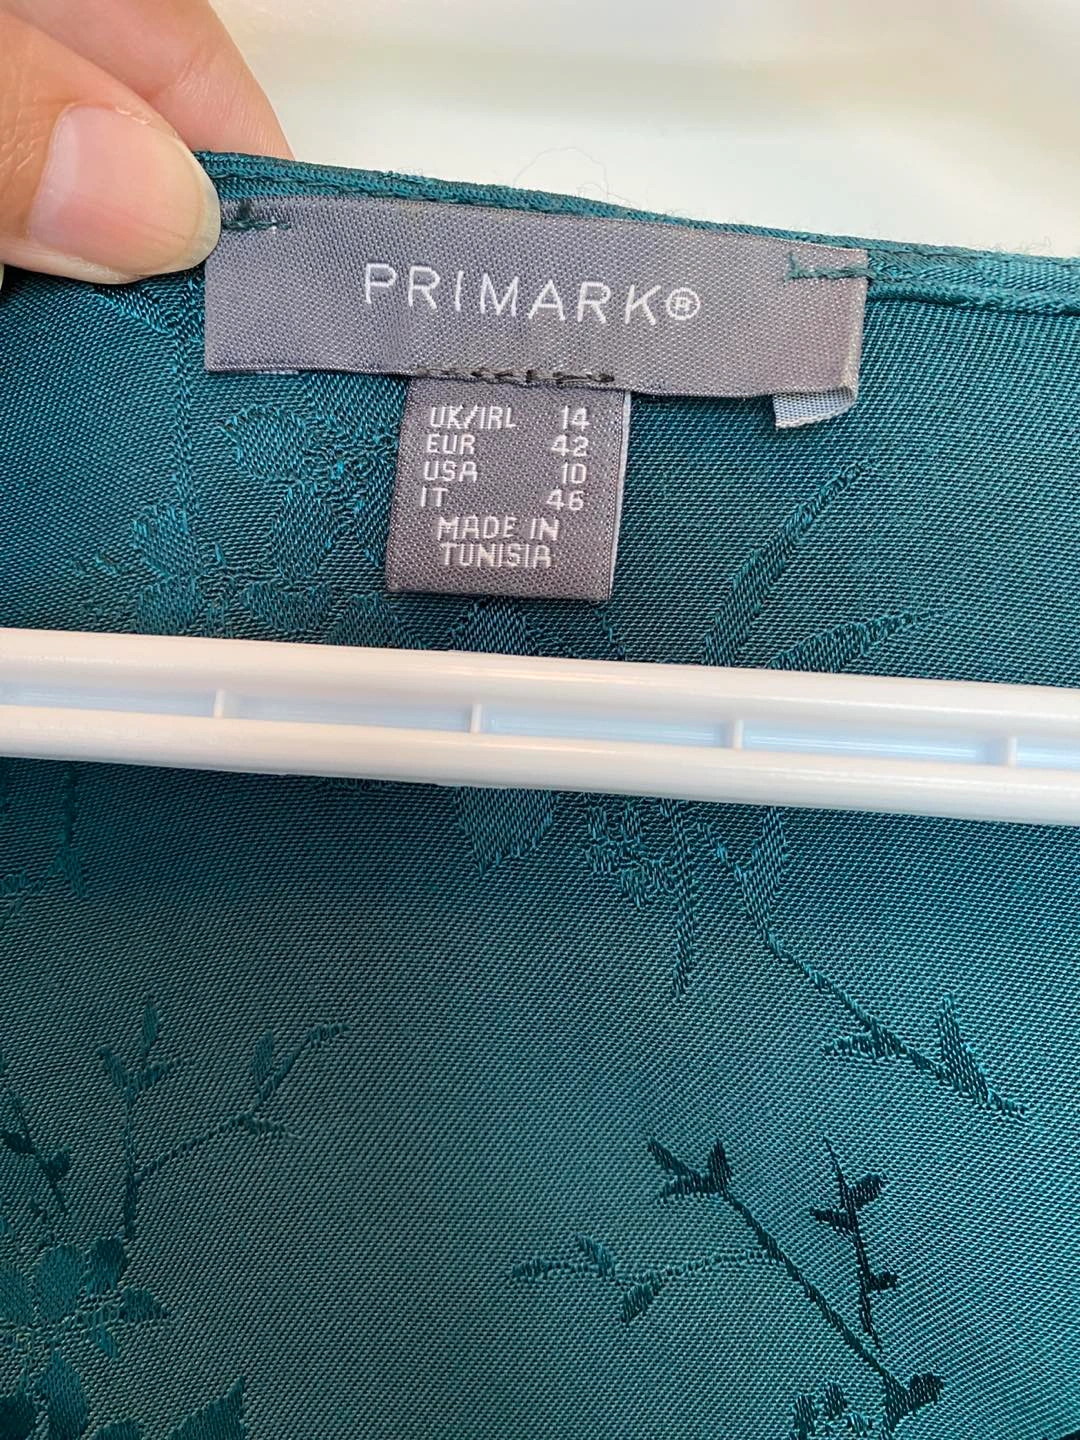 PRIMARK®
UK/IRL 14
EUR 42
USA 10
IT 46
MADE IN
TUNISIA